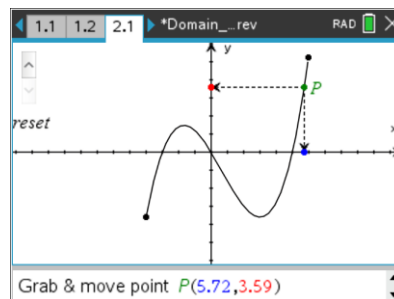 1.1 1.2 2.1 *Domain_...rev RAD
y
P
reset
x
Grab & move point P(5.72,3.59)